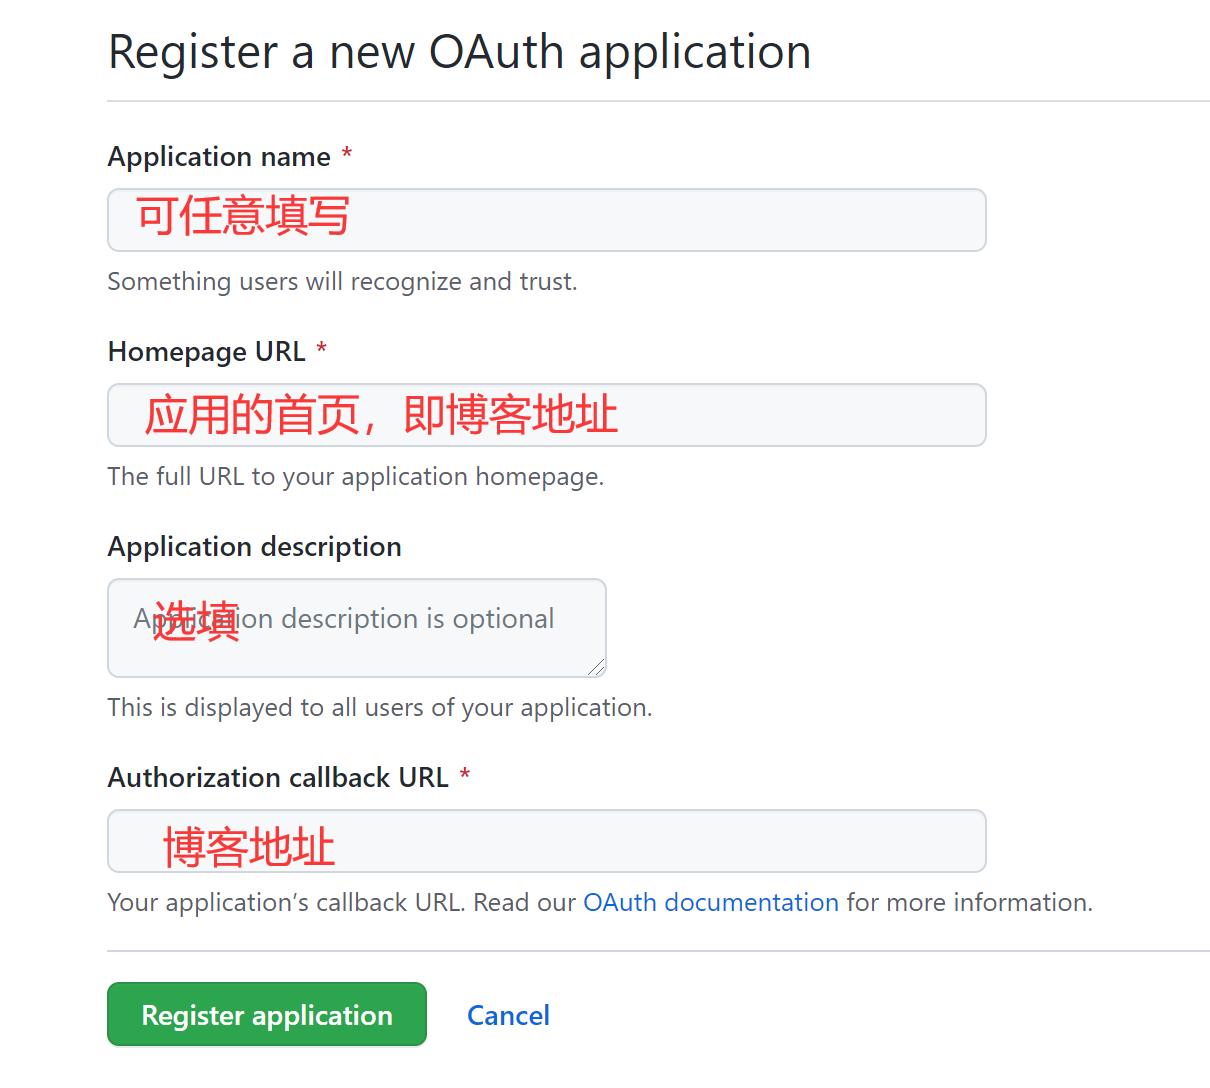 Register a new OAuth application
Application name *
可任意填写
Something users will recognize and trust.
Homepage URL *
应用的首页，即博客地址
The full URL to your application homepage.
Application description
Application description is optional
选填
This is displayed to all users of your application.
Authorization callback URL *
博客地址
Your application’s callback URL. Read our OAuth documentation for more information.
Register application Cancel